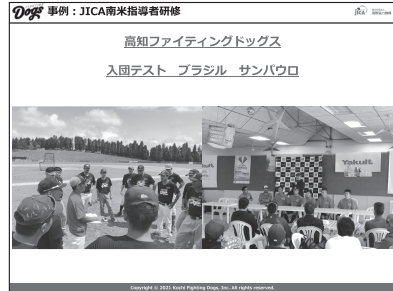 Dogs 事例：JICA南米指導者研修
JICA
高知ファイティングドッグス
入団テスト　ブラジル　サンパウロ
Yakult
Copyright © 2021 Kochi Fighting Dogs, Inc. All rights reserved.